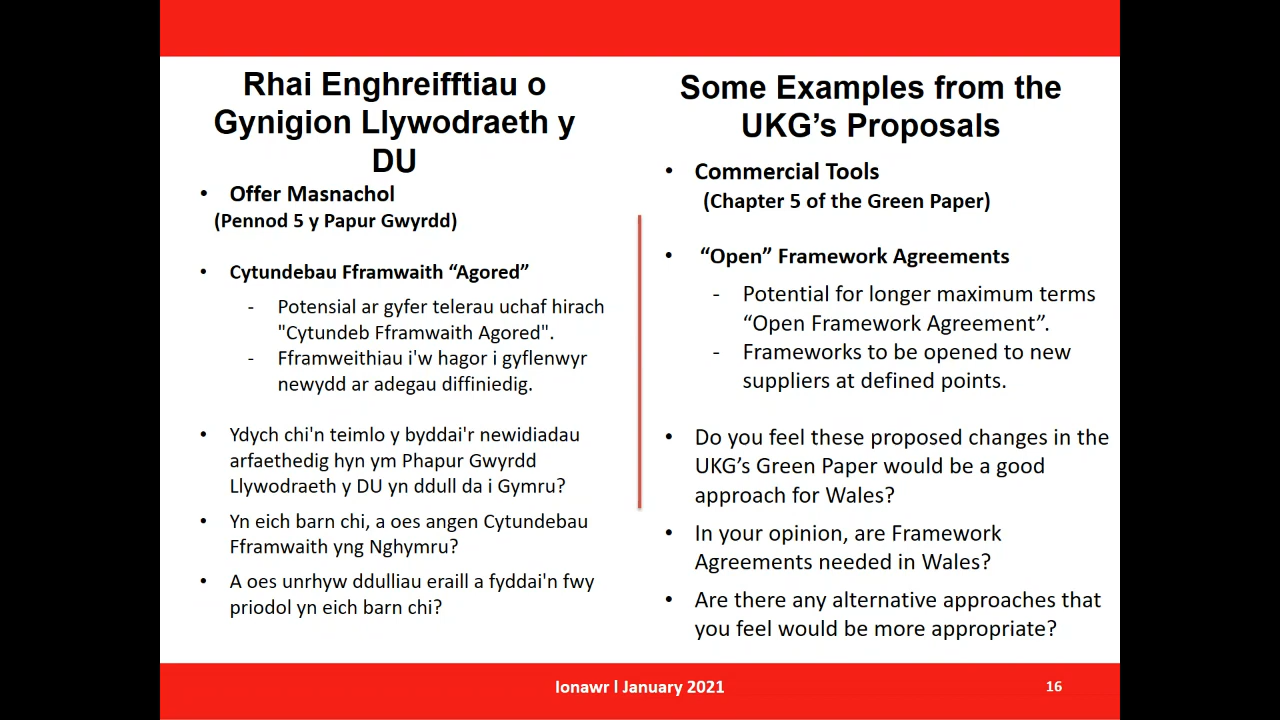 Rhai Enghreifftiau o
Gynigion Llywodraeth y
DU
• Offer Masnachol
(Pennod 5 y Papur Gwyrdd)
• Cytundebau Fframwaith “Agored”
- Potensial ar gyfer telerau uchaf hirach
"Cytundeb Fframwaith Agored".
- Fframweithiau i'w hagor i gyflenwyr
newydd ar adegau diffiniedig.
• Ydych chi'n teimlo y byddai'r newidiadau
arfaethedig hyn ym Phapur Gwyrdd
Llywodraeth y DU yn ddull da i Gymru?
• Yn eich barn chi, a oes angen Cytundebau
Fframwaith yng Nghymru?
• A oes unrhyw ddulliau eraill a fyddai'n fwy
priodol yn eich barn chi?
Some Examples from the
UKG’s Proposals
• Commercial Tools
(Chapter 5 of the Green Paper)
• “Open” Framework Agreements
- Potential for longer maximum terms
“Open Framework Agreement”.
- Frameworks to be opened to new
suppliers at defined points.
• Do you feel these proposed changes in the
UKG’s Green Paper would be a good
approach for Wales?
• In your opinion, are Framework
Agreements needed in Wales?
• Are there any alternative approaches that
you feel would be more appropriate?
Ionawr l January 2021
16